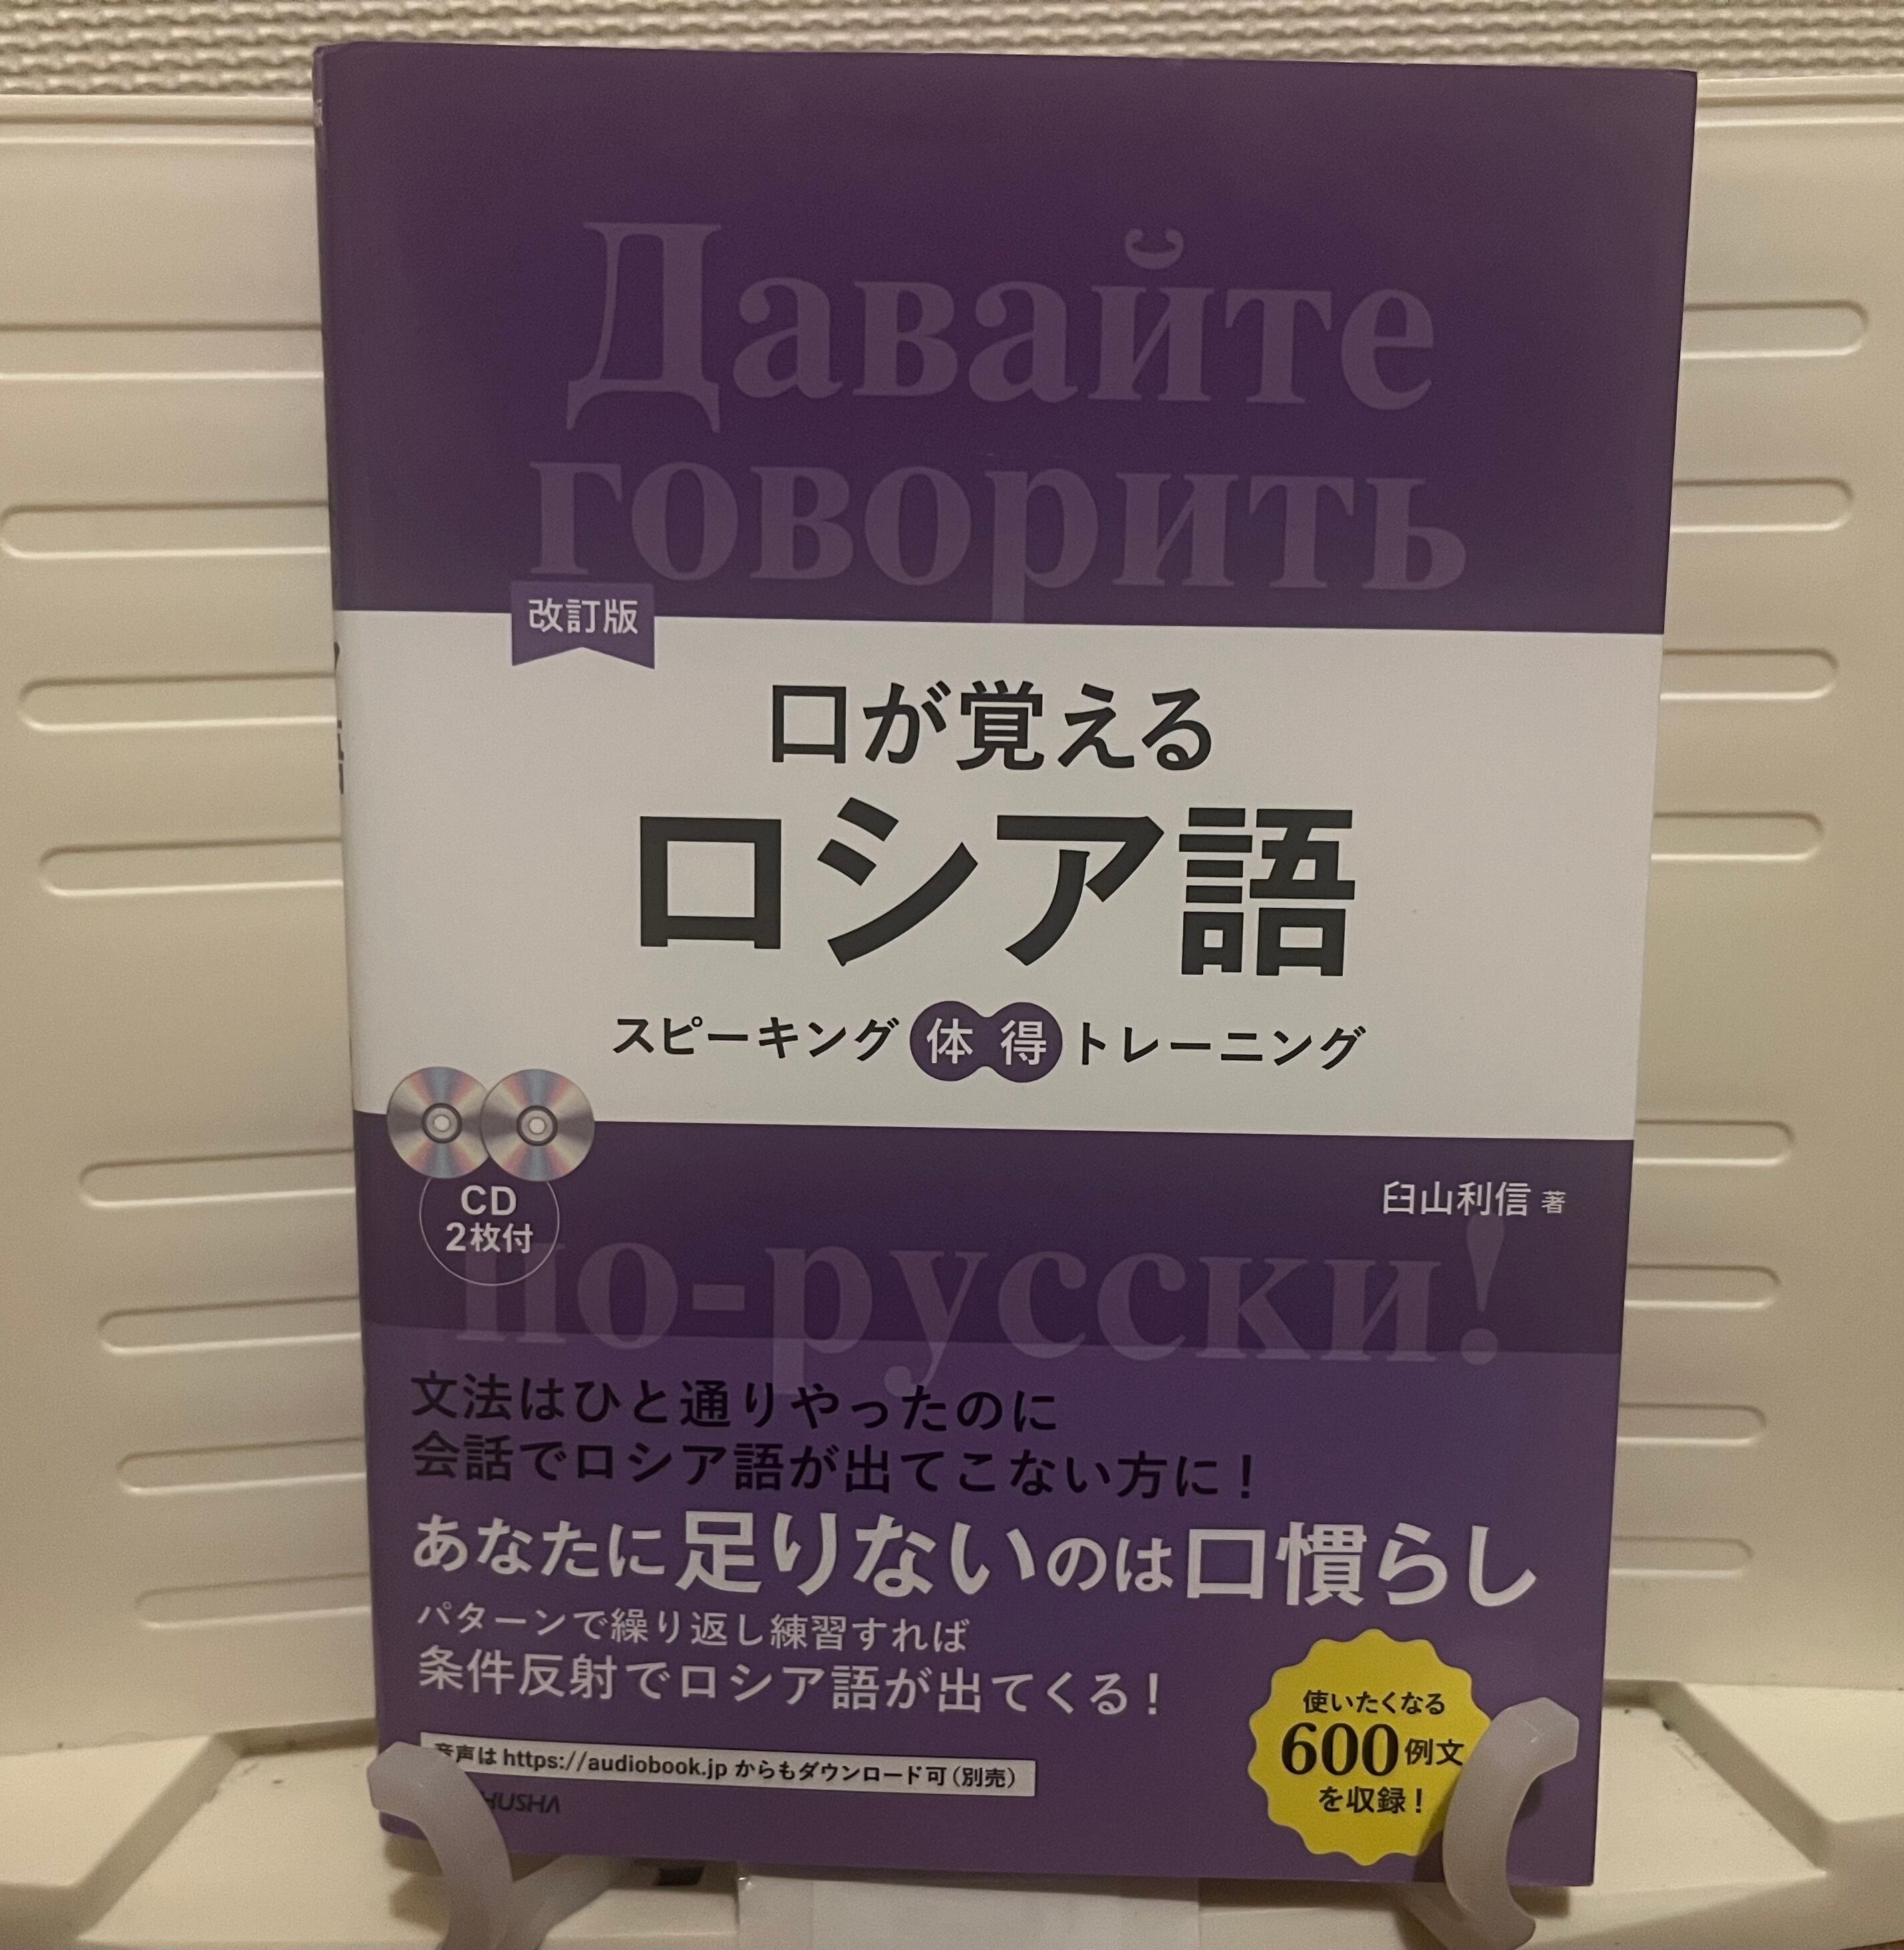 Давайте
говорить
改訂版
口が覚える
ロシア語
スピーキング体得トレーニング
CD
2枚付
臼山利信 著
по-русски!
文法はひと通りやったのに
会話でロシア語が出てこない方に！
あなたに足りないのは口慣らし
パターンで繰り返し練習すれば
条件反射でロシア語が出てくる！
使いたくなる
600例文
を収録！
音声は https://audiobook.jp からもダウンロード可（別売）